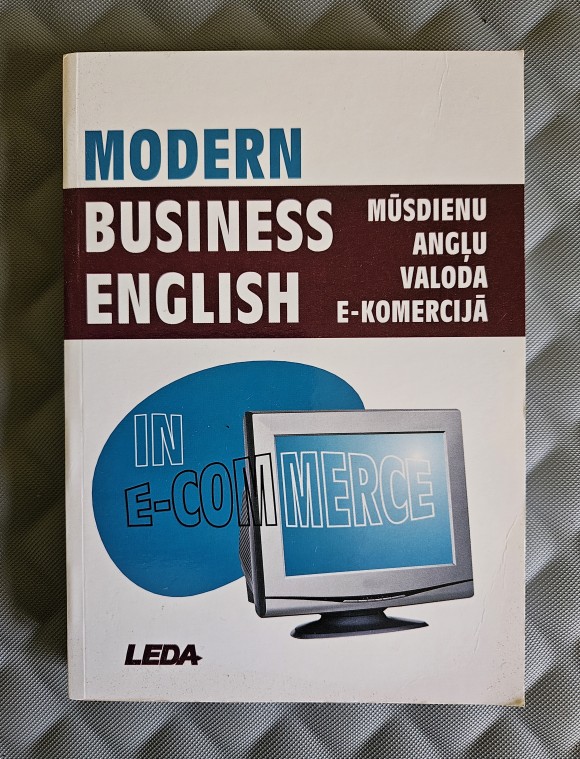 MODERN
BUSINESS
ENGLISH
MŪSDIENU
ANGĻU
VALODA
E-KOMERCIJĀ
IN
E-COMMERCE
LEDA